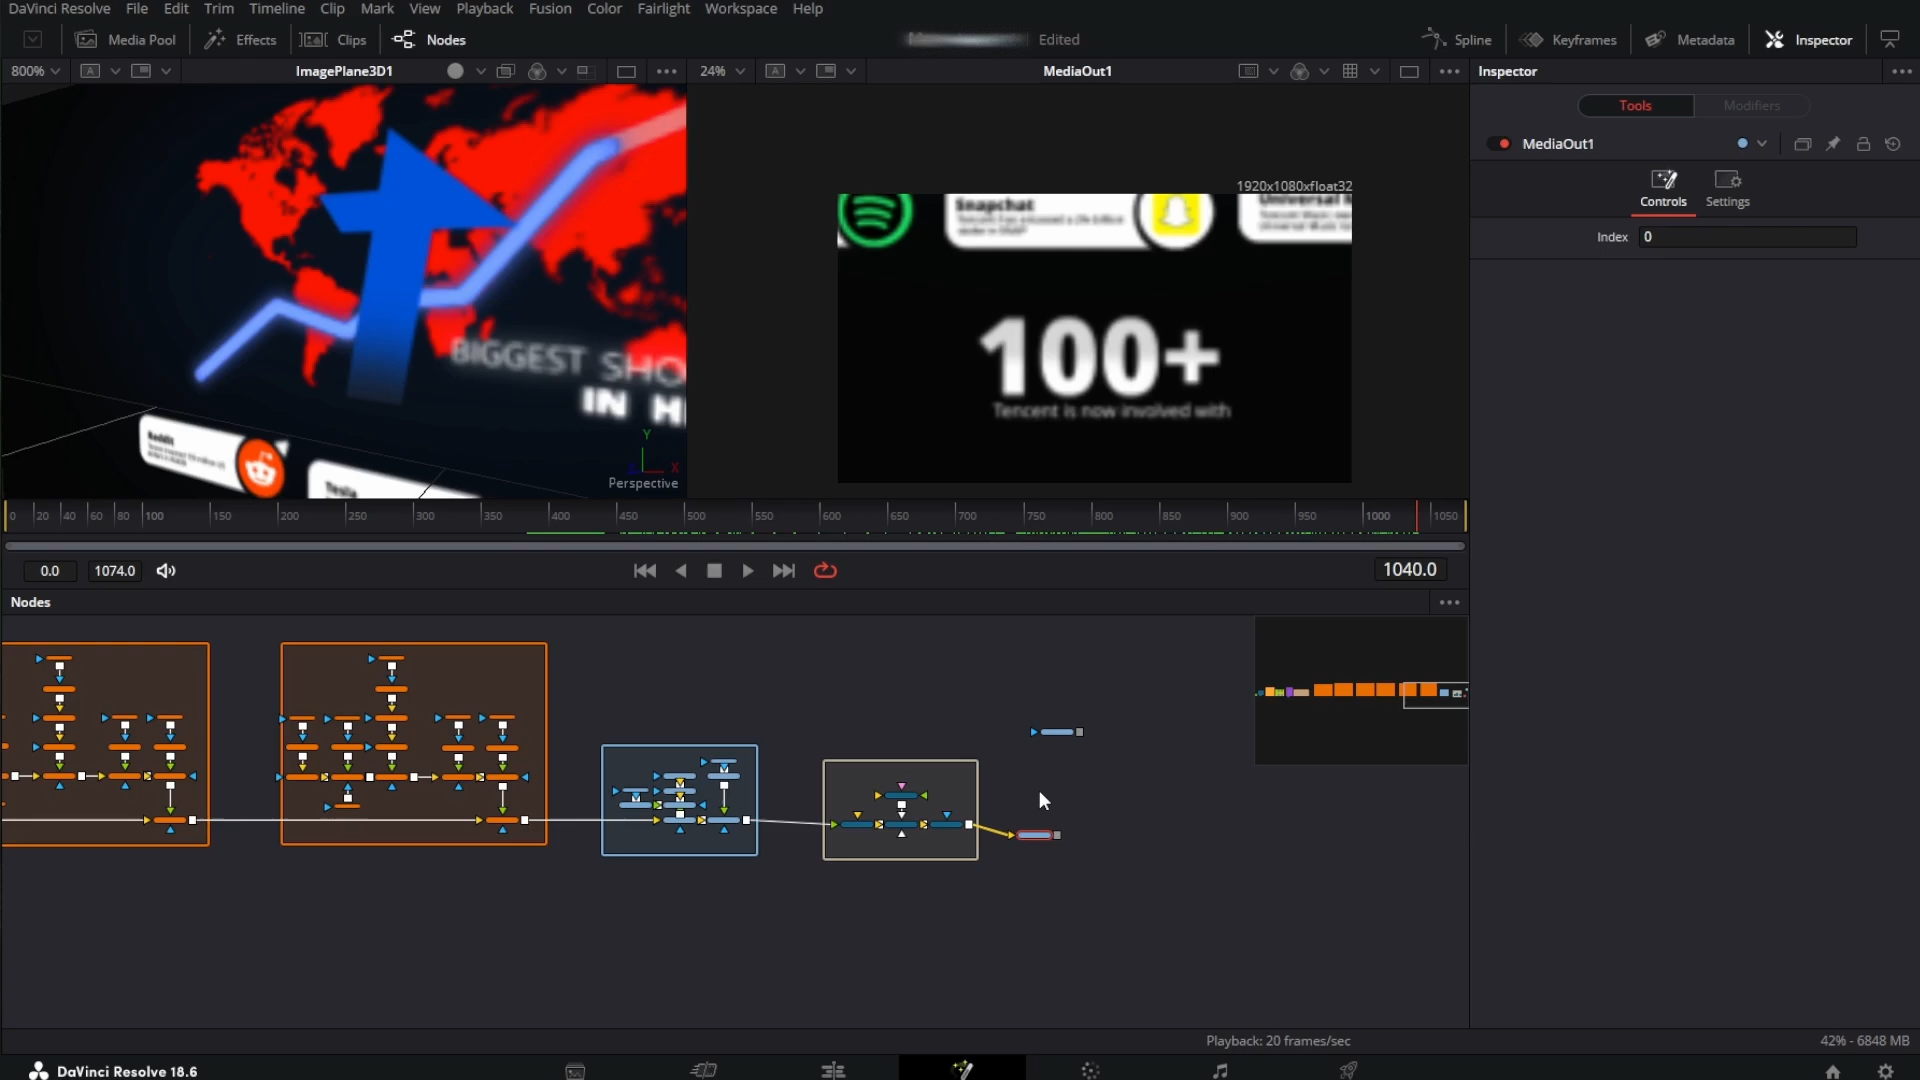 DaVinci Resolve File Edit Trim Timeline Clip Mark View Playback Fusion Color Fairlight Workspace Help
Media Pool Effects Clips Nodes Edited Spline Keyframes Metadata Inspector
800% A ImagePlane3D1 24% A MediaOut1 Inspector
Tools Modifiers
MediaOut1
Controls Settings
Index 0
1920x1080xfloat32
Snapchat
100+
Tencent is now involved with
BIGGEST SHO
IN H
Reddit
Tesla
Y
X
Perspective
0 20 40 60 80 100 150 200 250 300 350 400 450 500 550 600 650 700 750 800 850 900 950 1000 1050
0.0 1074.0 1040.0
Nodes
Playback: 20 frames/sec 42% - 6848 MB
DaVinci Resolve 18.6